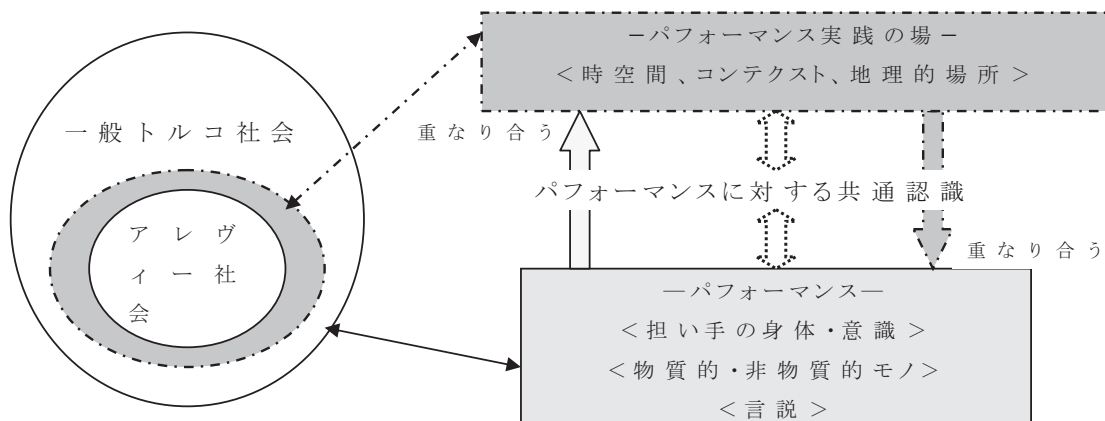 一般トルコ社会
アレヴ
ィー社
会
－パフォーマンス実践の場－
＜時空間、コンテクスト、地理的場所＞
重なり合う
パフォーマンスに対する共通認識
重なり合う
―パフォーマンス―
＜担い手の身体・意識＞
＜物質的・非物質的モノ＞
＜言説＞